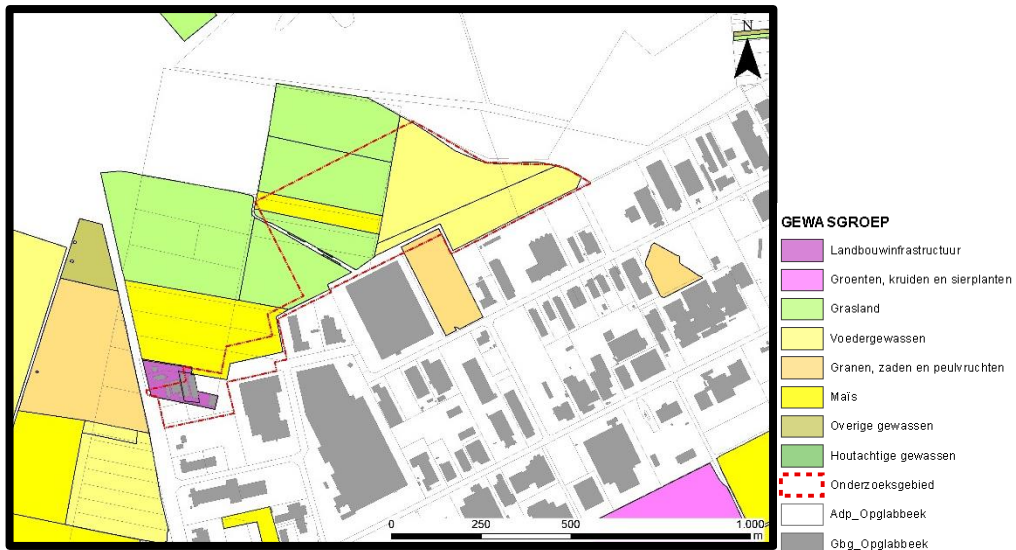 N
GEWASGROEP
Landbouwinfrastructuur
Groenten, kruiden en sierplanten
Grasland
Voedergewassen
Granen, zaden en peulvruchten
Maïs
Overige gewassen
Houtachtige gewassen
Onderzoeksgebied
Adp_Opglabbeek
Gbg_Opglabbeek
0 250 500 1.000
m